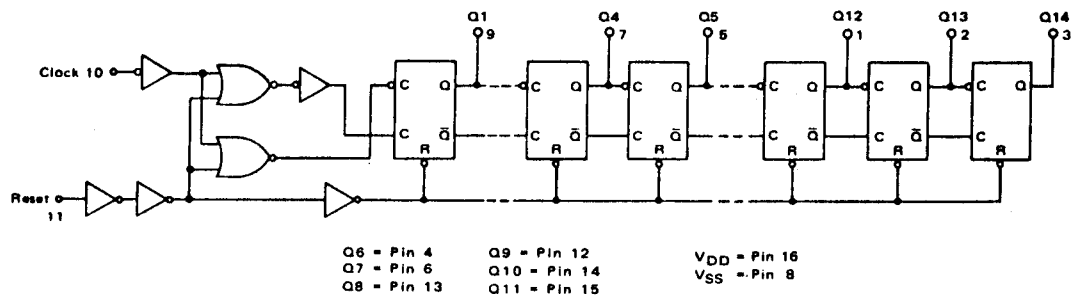 Q1 Q4 Q5 Q12 Q13 Q14
9 7 5 1 2 3
Clock 10
C Q C Q C Q C Q C Q C Q
C Q̅ C Q̅ C Q̅ C Q̅ C Q̅ C
R R R R R R
Reset
11
Q6 = Pin 4 Q9 = Pin 12 VDD = Pin 16
Q7 = Pin 6 Q10 = Pin 14 VSS = Pin 8
Q8 = Pin 13 Q11 = Pin 15